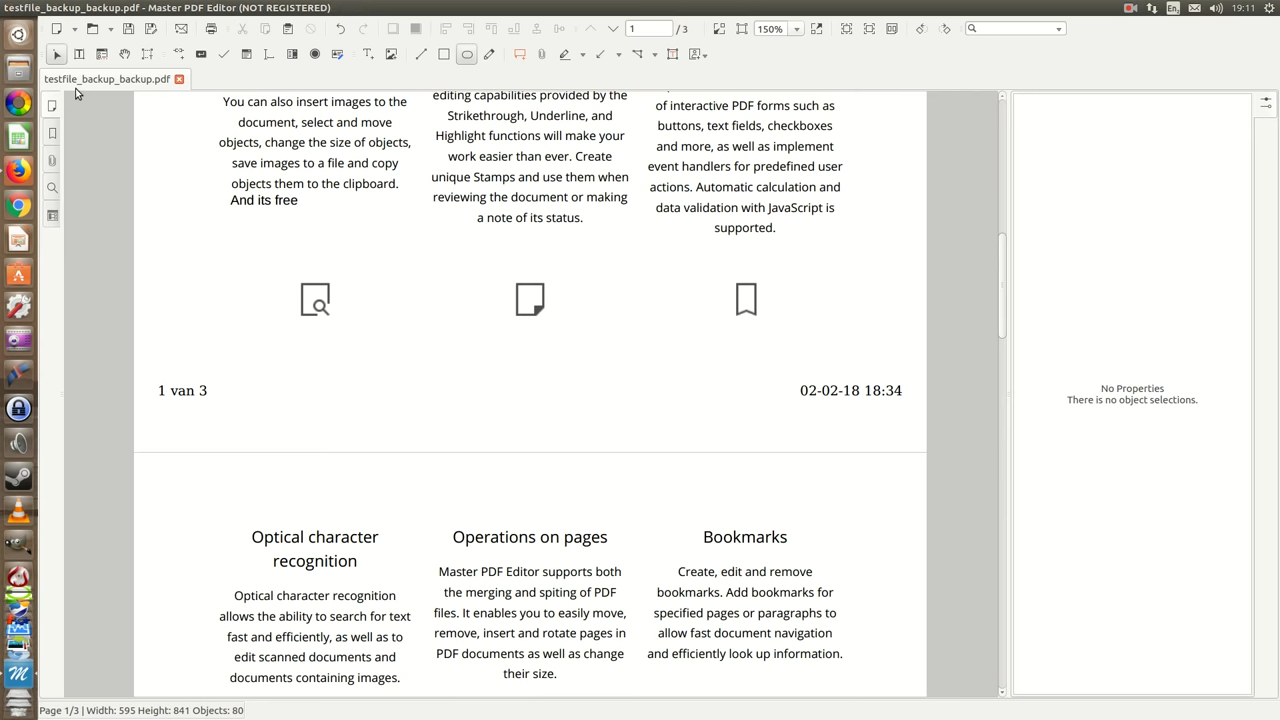 testfile_backup_backup.pdf - Master PDF Editor (NOT REGISTERED)
En
19:11
1
/ 3
150%
testfile_backup_backup.pdf
You can also insert images to the
document, select and move
objects, change the size of objects,
save images to a file and copy
objects them to the clipboard.
And its free
editing capabilities provided by the
Strikethrough, Underline, and
Highlight functions will make your
work easier than ever. Create
unique Stamps and use them when
reviewing the document or making
a note of its status.
of interactive PDF forms such as
buttons, text fields, checkboxes
and more, as well as implement
event handlers for predefined user
actions. Automatic calculation and
data validation with JavaScript is
supported.
1 van 3
02-02-18 18:34
No Properties
There is no object selections.
Optical character
recognition
Optical character recognition
allows the ability to search for text
fast and efficiently, as well as to
edit scanned documents and
documents containing images.
Operations on pages
Master PDF Editor supports both
the merging and spiting of PDF
files. It enables you to easily move,
remove, insert and rotate pages in
PDF documents as well as change
their size.
Bookmarks
Create, edit and remove
bookmarks. Add bookmarks for
specified pages or paragraphs to
allow fast document navigation
and efficiently look up information.
Page 1/3 | Width: 595 Height: 841 Objects: 80